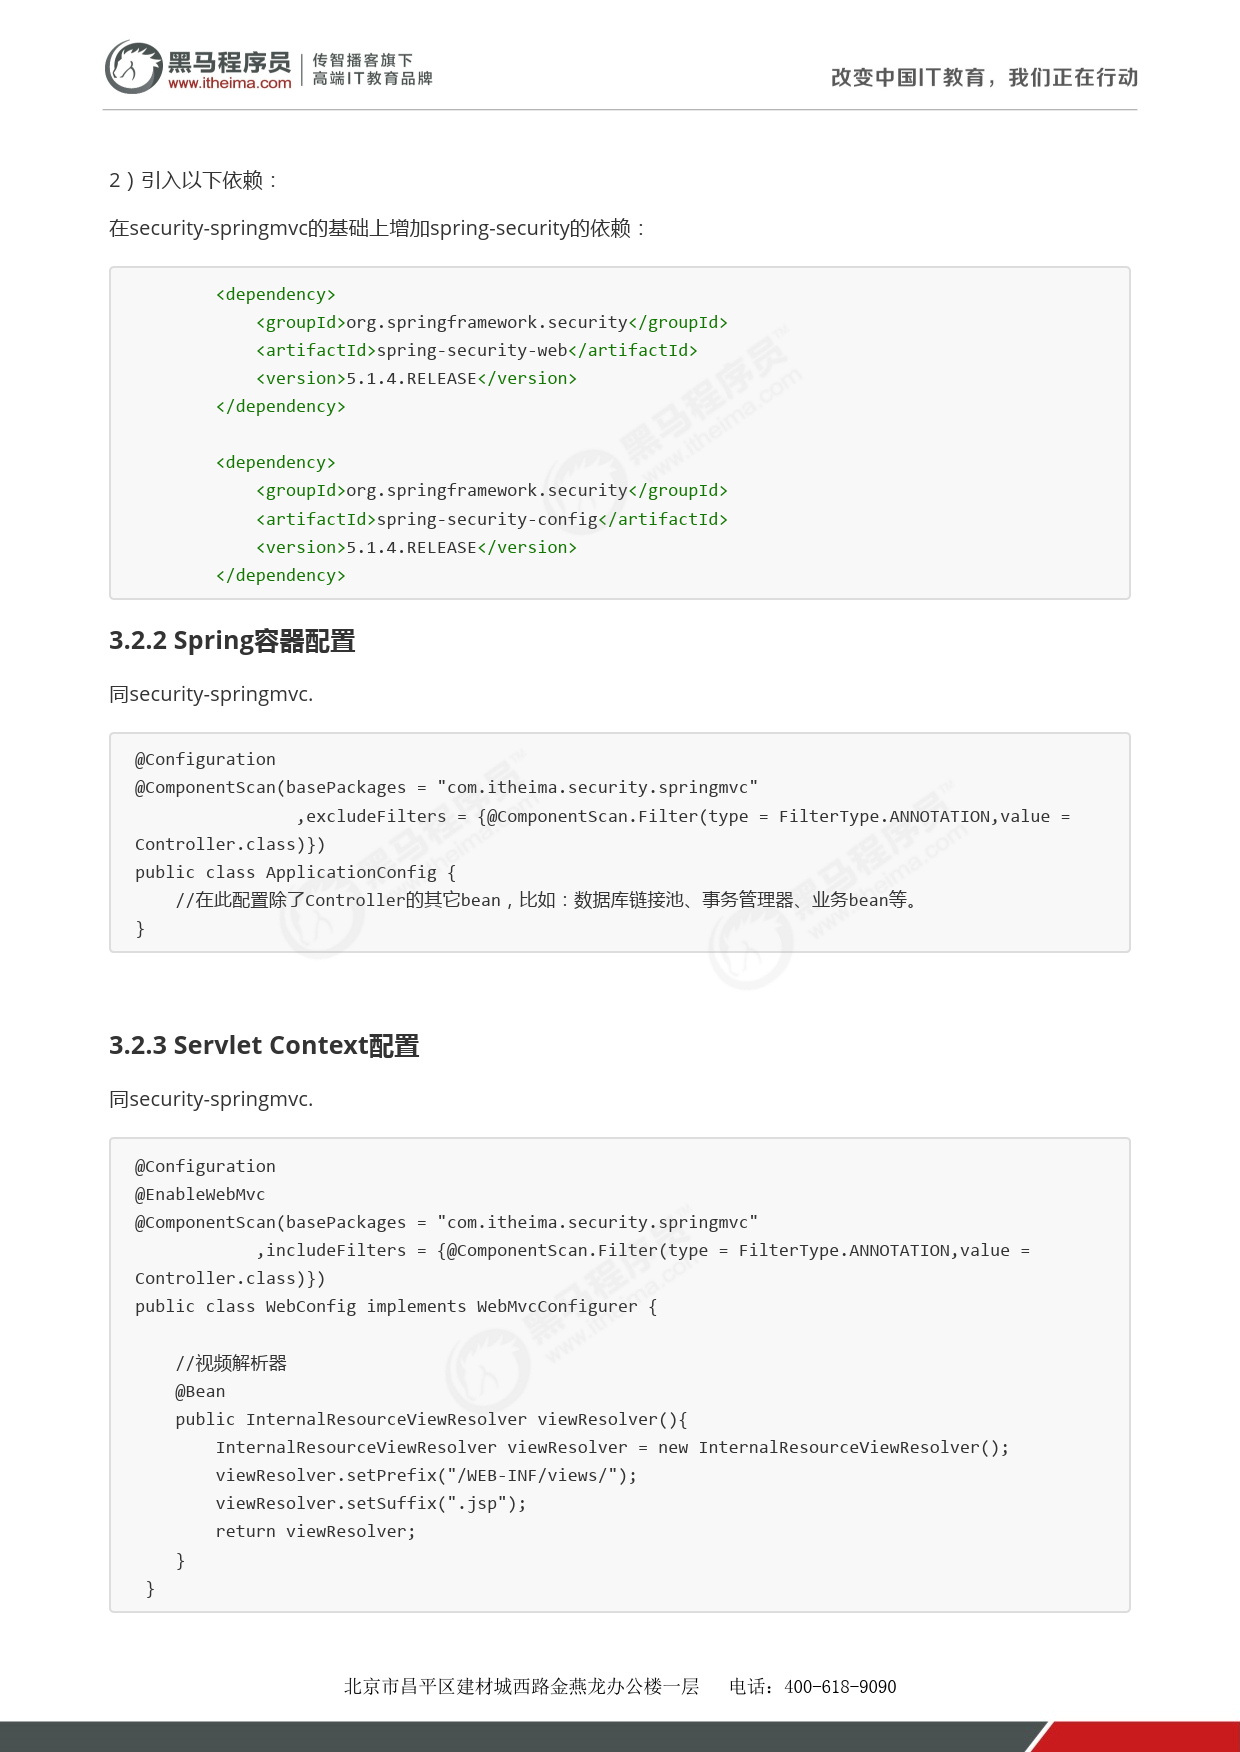 黑马程序员
www.itheima.com
传智播客旗下
高端IT教育品牌
改变中国IT教育，我们正在行动
2）引入以下依赖：
在security-springmvc的基础上增加spring-security的依赖：
<dependency>
    <groupId>org.springframework.security</groupId>
    <artifactId>spring-security-web</artifactId>
    <version>5.1.4.RELEASE</version>
</dependency>
<dependency>
    <groupId>org.springframework.security</groupId>
    <artifactId>spring-security-config</artifactId>
    <version>5.1.4.RELEASE</version>
</dependency>
3.2.2 Spring容器配置
同security-springmvc.
@Configuration
@ComponentScan(basePackages = "com.itheima.security.springmvc"
                ,excludeFilters = {@ComponentScan.Filter(type = FilterType.ANNOTATION,value =
Controller.class)})
public class ApplicationConfig {
    //在此配置除了Controller的其它bean，比如：数据库链接池、事务管理器、业务bean等。
}
3.2.3 Servlet Context配置
同security-springmvc.
@Configuration
@EnableWebMvc
@ComponentScan(basePackages = "com.itheima.security.springmvc"
            ,includeFilters = {@ComponentScan.Filter(type = FilterType.ANNOTATION,value =
Controller.class)})
public class WebConfig implements WebMvcConfigurer {
    //视频解析器
    @Bean
    public InternalResourceViewResolver viewResolver(){
        InternalResourceViewResolver viewResolver = new InternalResourceViewResolver();
        viewResolver.setPrefix("/WEB-INF/views/");
        viewResolver.setSuffix(".jsp");
        return viewResolver;
    }
}
北京市昌平区建材城西路金燕龙办公楼一层   电话：400-618-9090